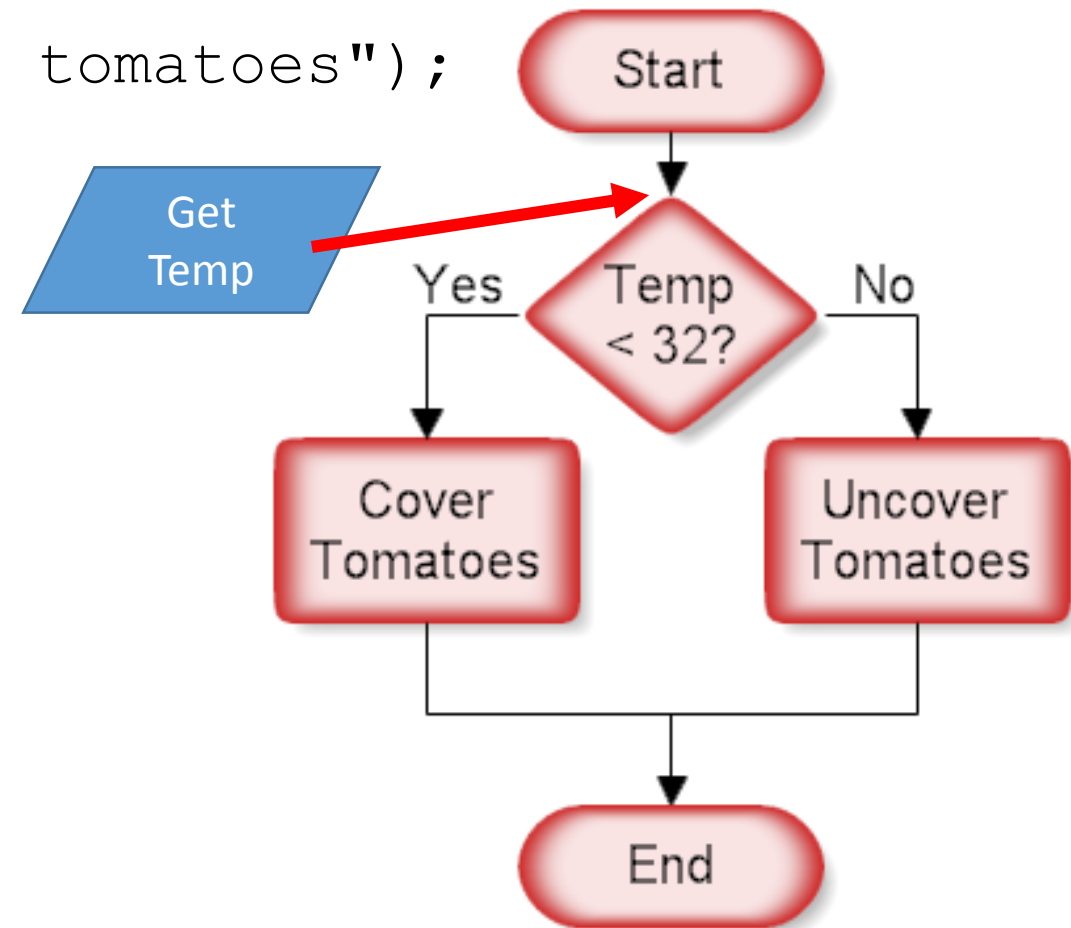 tomatoes");
Start
Get
Temp
Yes
Temp
< 32?
No
Cover
Tomatoes
Uncover
Tomatoes
End